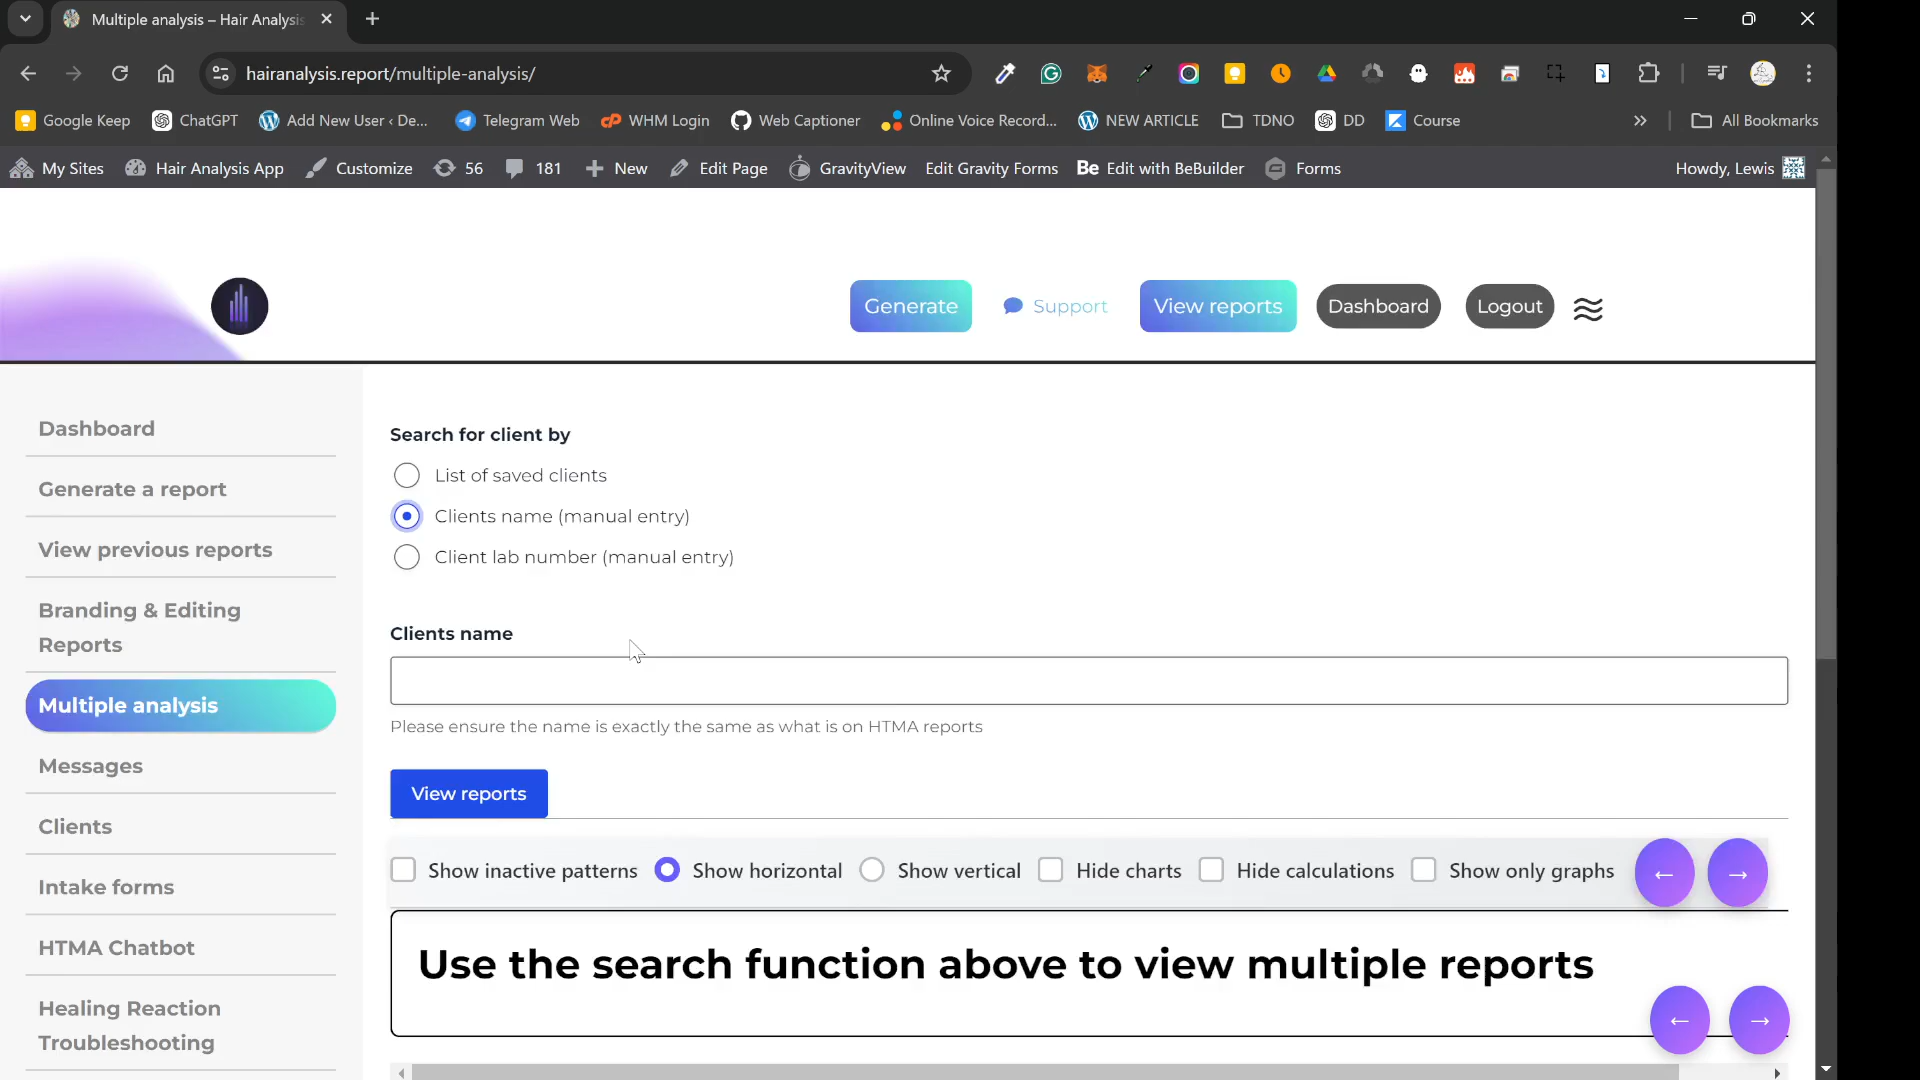 Multiple analysis – Hair Analysis
hairanalysis.report/multiple-analysis/
Google Keep
ChatGPT
Add New User ‹ De...
Telegram Web
WHM Login
Web Captioner
Online Voice Record...
NEW ARTICLE
TDNO
DD
Course
All Bookmarks
My Sites
Hair Analysis App
Customize
56
181
New
Edit Page
GravityView
Edit Gravity Forms
Be Edit with BeBuilder
Forms
Howdy, Lewis
Generate
Support
View reports
Dashboard
Logout
Dashboard
Generate a report
View previous reports
Branding & Editing
Reports
Multiple analysis
Messages
Clients
Intake forms
HTMA Chatbot
Healing Reaction
Troubleshooting
Search for client by
List of saved clients
Clients name (manual entry)
Client lab number (manual entry)
Clients name
Please ensure the name is exactly the same as what is on HTMA reports
View reports
Show inactive patterns
Show horizontal
Show vertical
Hide charts
Hide calculations
Show only graphs
← →
Use the search function above to view multiple reports
← →